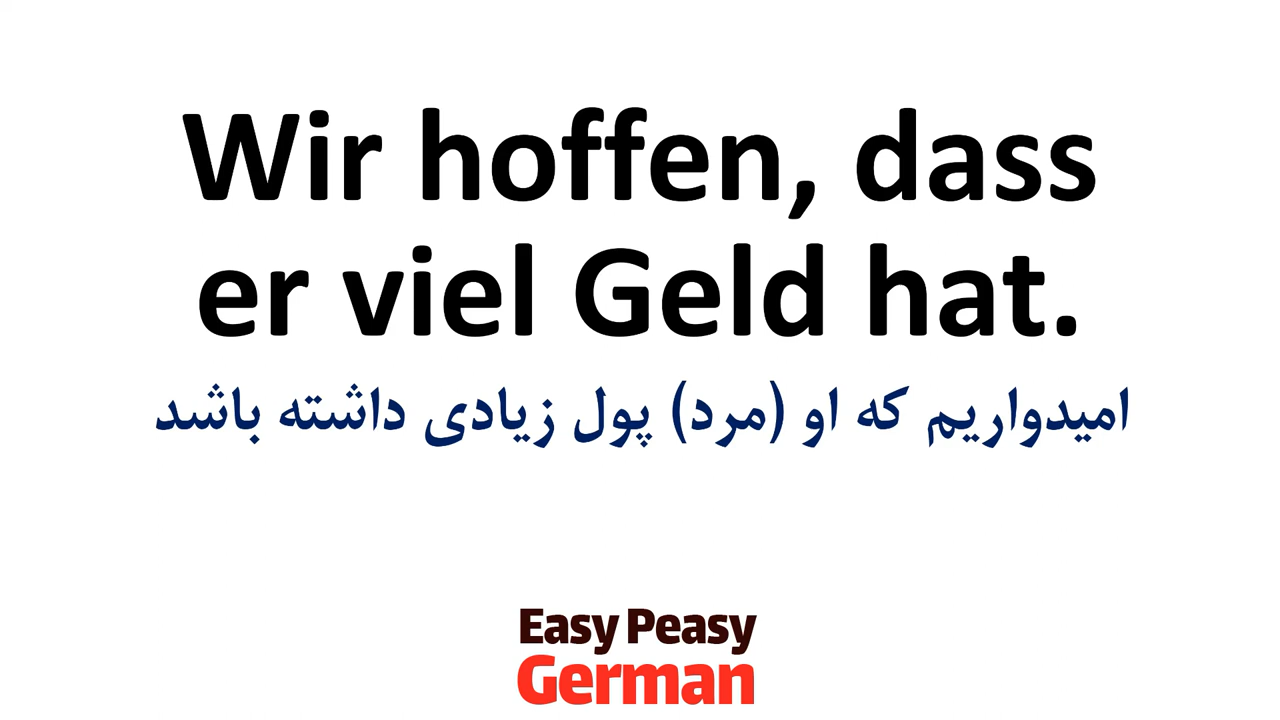 Wir hoffen, dass
er viel Geld hat.
امیدواریم که او (مرد) پول زیادی داشته باشد
Easy Peasy
German